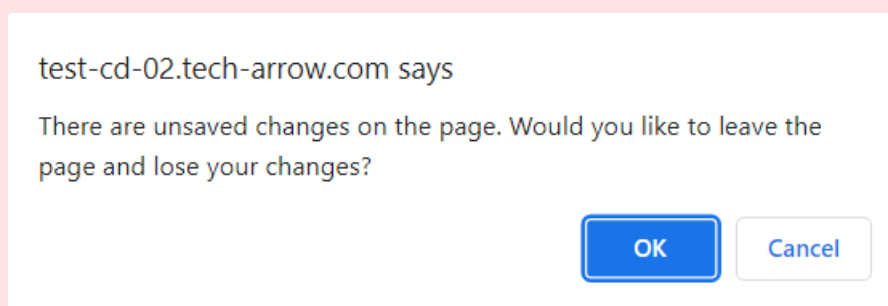 test-cd-02.tech-arrow.com says
There are unsaved changes on the page. Would you like to leave the
page and lose your changes?
OK
Cancel